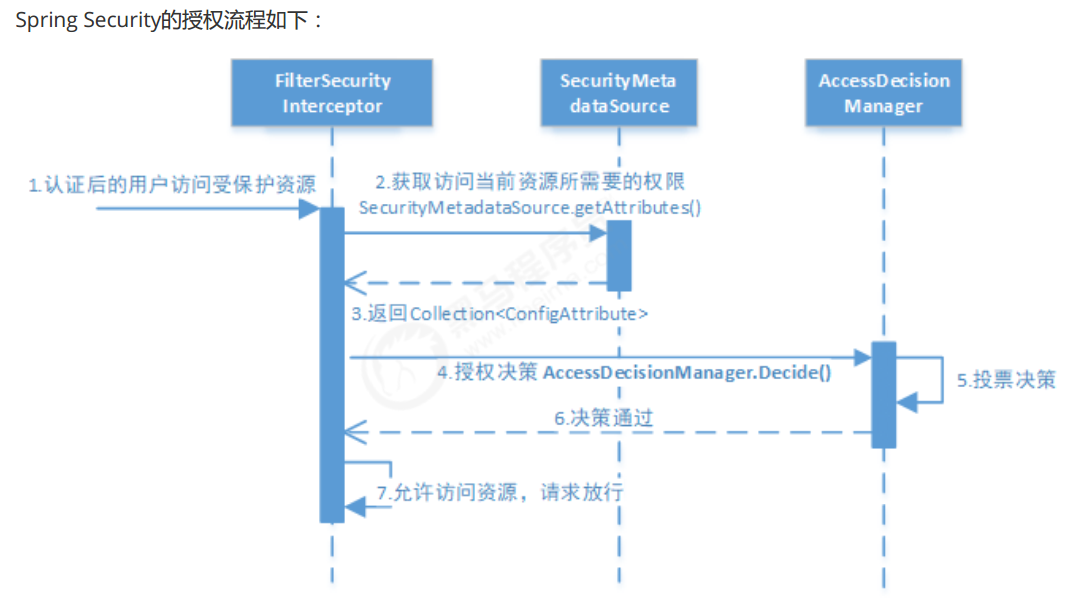 Spring Security的授权流程如下：
FilterSecurity
Interceptor
SecurityMeta
dataSource
AccessDecision
Manager
1.认证后的用户访问受保护资源
2.获取访问当前资源所需要的权限
SecurityMetadataSource.getAttributes()
3.返回Collection<ConfigAttribute>
4.授权决策 AccessDecisionManager.Decide()
5.投票决策
6.决策通过
7.允许访问资源，请求放行
黑马程序员